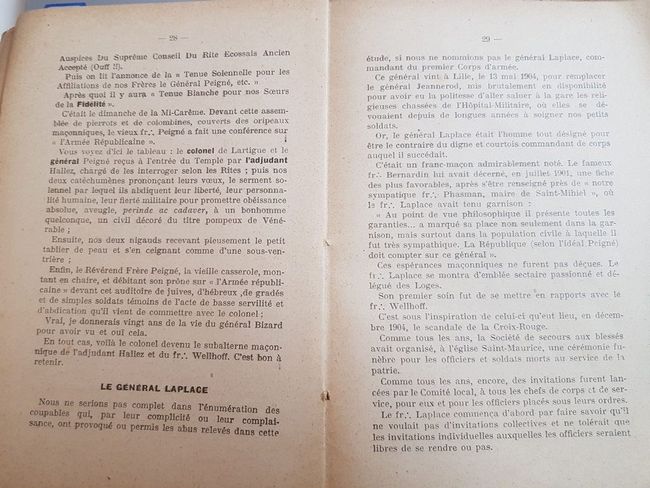 — 28 —
Auspices Du Suprême Conseil Du Rite Ecossais Ancien
Accepté (Ouff !!).
Puis on lit l'annonce de la « Tenue Solennelle pour les
Affiliations de nos Frères le Général Peigné, etc. »
Après quoi il y aura « Tenue Blanche pour nos Sœurs
de la Fidélité ».
C'était le dimanche de la Mi-Carême. Devant cette assem-
blée de pierrots et de colombines, couverts des oripeaux
maçonniques, le vieux fr∴ Peigné a fait une conférence sur
« l'Armée Républicaine ».
Vous voyez d'ici le tableau : le colonel de Lartigue et le
général Peigné reçus à l'entrée du Temple par l'adjudant
Hallez, chargé de les interroger selon les Rites ; puis nos
deux catéchumènes prononçant leurs vœux, le serment so-
lennel par lequel ils abdiquent leur liberté, leur personna-
lité humaine, leur fierté militaire pour promettre obéissance
absolue, aveugle, perinde ac cadaver, à un bonhomme
quelconque, un civil décoré du titre pompeux de Véné-
rable ;
Ensuite, nos deux nigauds recevant pieusement le petit
tablier de peau et s'en ceignant comme d'une sous-ven-
trière ;
Enfin, le Révérend Frère Peigné, la vieille casserole, mon-
tant en chaire, et débitant son prône sur « l'Armée républi-
caine » devant cet auditoire de juives, d'hébreux, de gradés
et de simples soldats témoins de l'acte de basse servilité et
d'abdication qu'il vient de commettre avec le colonel ;
Vrai, je donnerais vingt ans de la vie du général Bizard
pour avoir vu et ouï cela.
En tout cas, voilà le colonel devenu le subalterne maçon-
nique de l'adjudant Hallez et du fr∴ Wellhoff. C'est bon à
retenir.
LE GÉNÉRAL LAPLACE
Nous ne serions pas complet dans l'énumération des
coupables qui, par leur complicité ou leur complai-
sance, ont provoqué ou permis les abus relevés dans cette
— 29 —
étude, si nous ne nommions pas le général Laplace, com-
mandant du premier Corps d'armée.
Ce général vint à Lille, le 13 mai 1904, pour remplacer
le général Jeannerod, mis brutalement en disponibilité
pour avoir eu la politesse d'aller saluer à la gare les reli-
gieuses chassées de l'Hôpital-Militaire, où elles se dé-
vouaient depuis de longues années à soigner nos petits
soldats.
Or, le général Laplace était l'homme tout désigné pour
être le contraire du digne et courtois commandant de corps
auquel il succédait.
C'était un franc-maçon admirablement noté. Le fameux
fr∴ Bernardin lui avait décerné, en juillet 1901, une fiche
des plus favorables, après s'être renseigné près de « notre
sympathique fr∴ Phasman, maire de Saint-Mihiel », où
le fr∴ Laplace avait tenu garnison :
« Au point de vue philosophique il présente toutes les
garanties... a marqué sa place non seulement dans la gar-
nison, mais surtout dans la population civile à laquelle il
fut très sympathique. La République (selon l'idéal Peigné)
doit compter sur ce général ».
Ces espérances maçonniques ne furent pas déçues. Le
fr∴ Laplace se montra d'emblée sectaire passionné et dé-
légué des Loges.
Son premier soin fut de se mettre en rapports avec le
fr∴ Wellhoff.
C'est sous l'inspiration de celui-ci qu'eut lieu, en décem-
bre 1904, le scandale de la Croix-Rouge.
Comme tous les ans, la Société de secours aux blessés
avait organisé, à l'église Saint-Maurice, une cérémonie funè-
bre pour les officiers et soldats morts au service de la
patrie.
Comme tous les ans, encore, des invitations furent lancées
par le Comité local, à tous les chefs de corps et de ser-
vice, pour eux et pour les officiers placés sous leurs ordres.
Le fr∴ Laplace commença d'abord par faire savoir qu'il
ne voulait pas d'invitations collectives et ne tolérait que
les invitations individuelles auxquelles les officiers seraient
libres de se rendre ou pas.